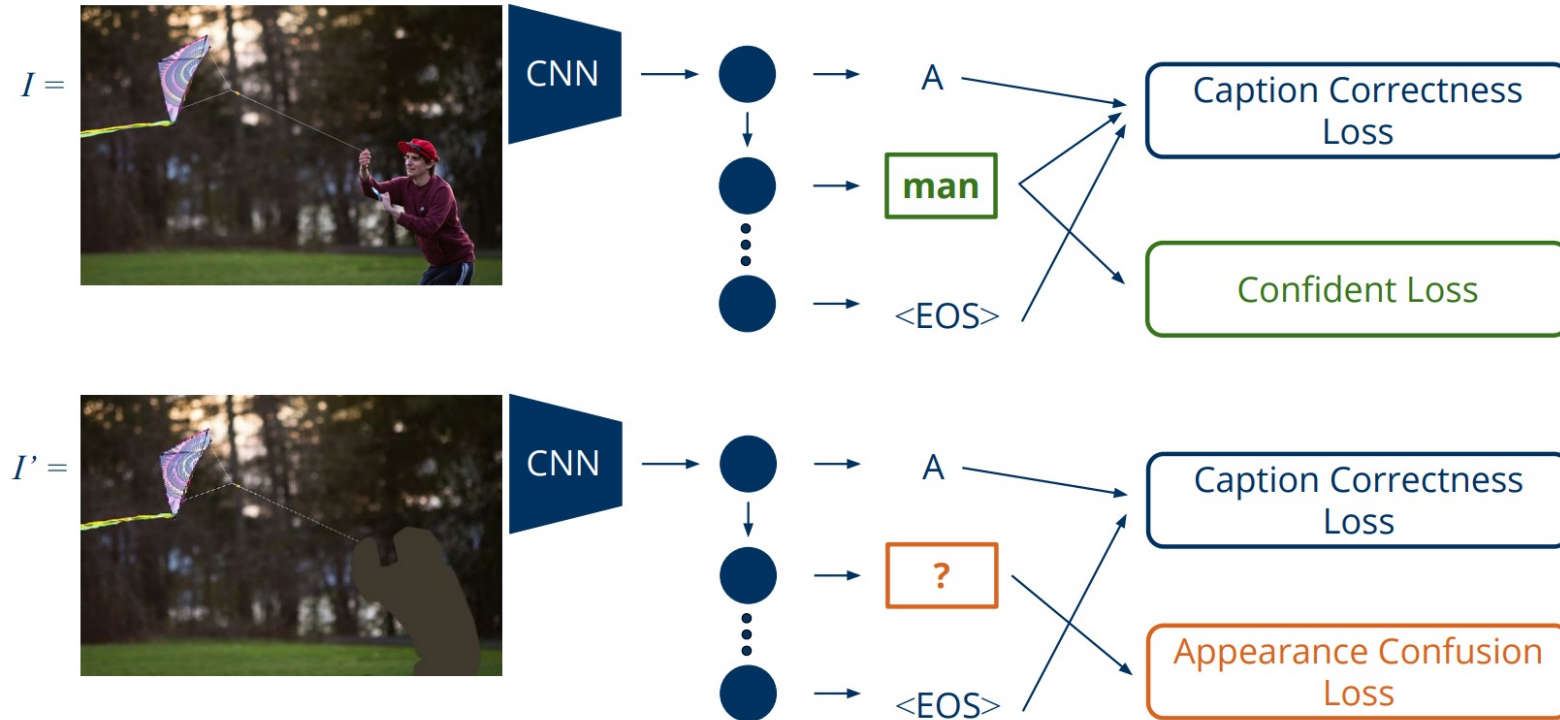 I =
CNN
A
man
<EOS>
Caption Correctness
Loss
Confident Loss
I’ =
CNN
A
?
<EOS>
Caption Correctness
Loss
Appearance Confusion
Loss